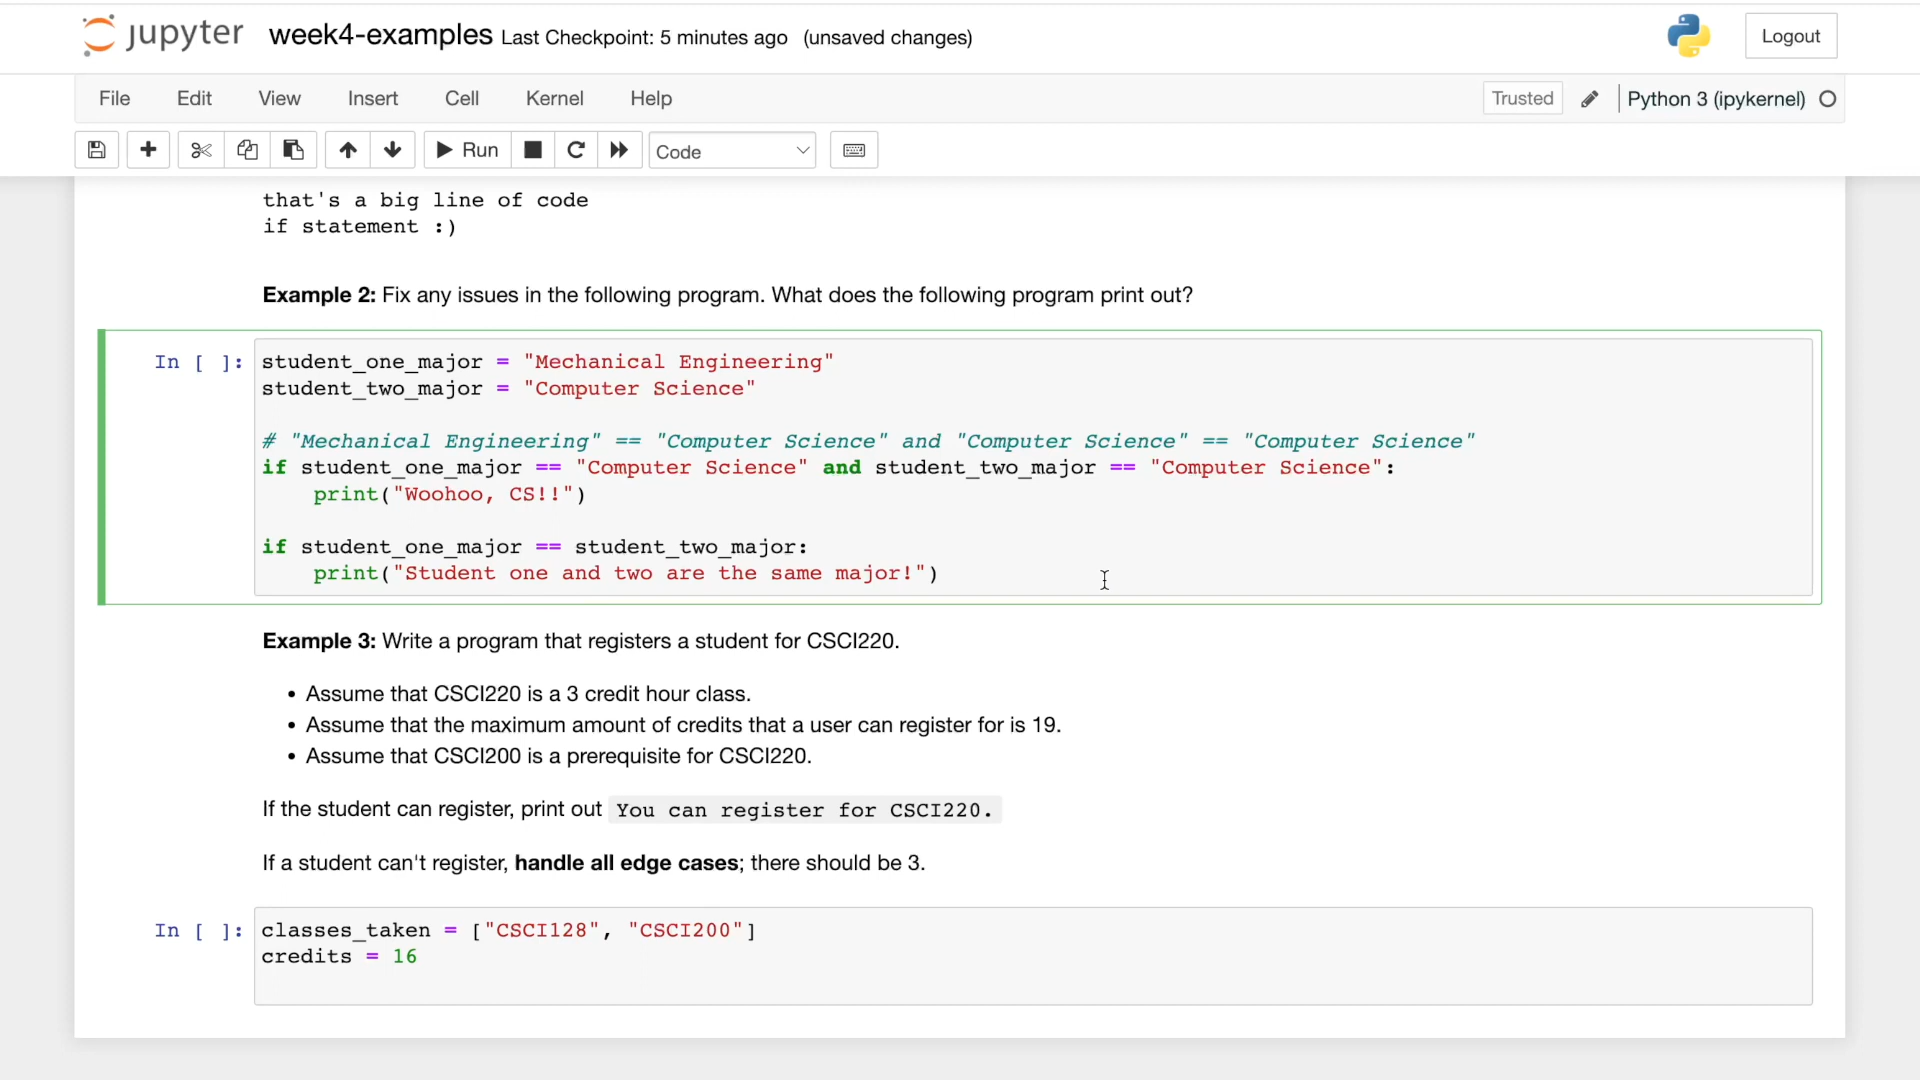 jupyter week4-examples Last Checkpoint: 5 minutes ago (unsaved changes) Logout
File Edit View Insert Cell Kernel Help Trusted Python 3 (ipykernel)
Run Code
that's a big line of code
if statement :)
Example 2: Fix any issues in the following program. What does the following program print out?
In [ ]: student_one_major = "Mechanical Engineering"
student_two_major = "Computer Science"
# "Mechanical Engineering" == "Computer Science" and "Computer Science" == "Computer Science"
if student_one_major == "Computer Science" and student_two_major == "Computer Science":
    print("Woohoo, CS!!")
if student_one_major == student_two_major:
    print("Student one and two are the same major!")
Example 3: Write a program that registers a student for CSCI220.
• Assume that CSCI220 is a 3 credit hour class.
• Assume that the maximum amount of credits that a user can register for is 19.
• Assume that CSCI200 is a prerequisite for CSCI220.
If the student can register, print out You can register for CSCI220.
If a student can't register, handle all edge cases; there should be 3.
In [ ]: classes_taken = ["CSCI128", "CSCI200"]
credits = 16